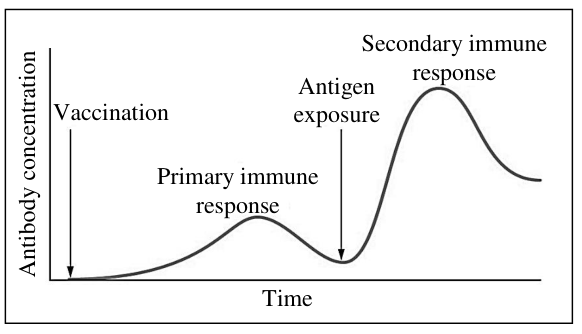 Secondary immune
response
Antigen
exposure
Vaccination
Primary immune
response
Antibody concentration
Time